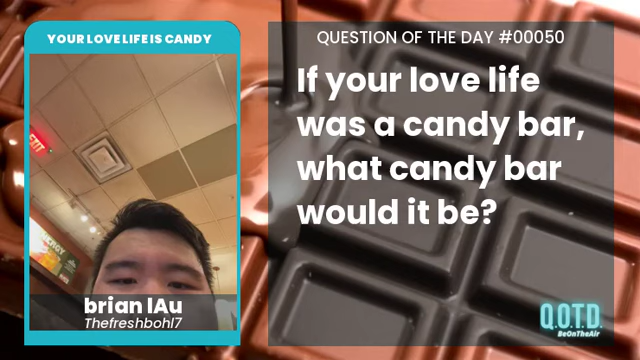 YOUR LOVE LIFE IS CANDY
QUESTION OF THE DAY #00050
If your love life
was a candy bar,
what candy bar
would it be?
EXIT
brian lAu
Thefreshbohl7
Q.O.T.D.
BeOnTheAir